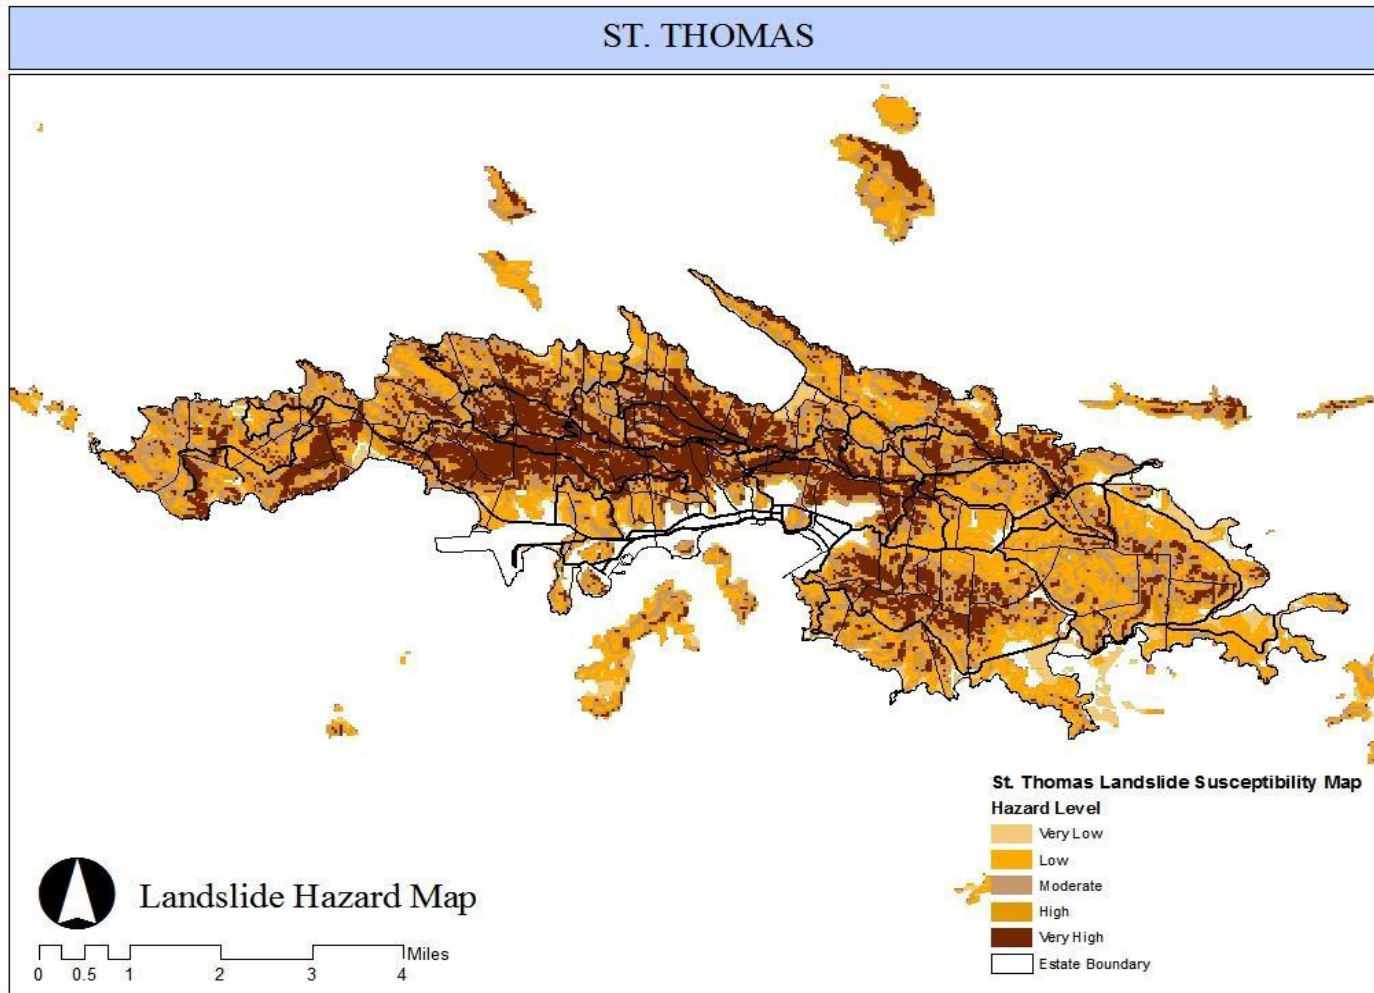 ST. THOMAS
St. Thomas Landslide Susceptibility Map
Hazard Level
Very Low
Low
Moderate
High
Very High
Estate Boundary
Landslide Hazard Map
Miles
0 0.5 1 2 3 4